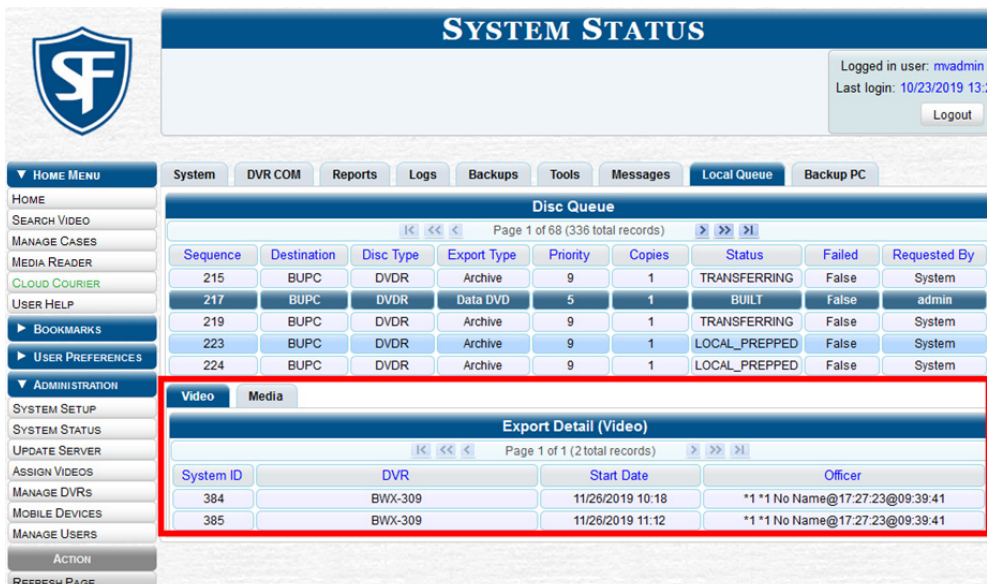 SF
SYSTEM STATUS
Logged in user: mvadmin
Last login: 10/23/2019 13:
Logout
▼ HOME MENU
HOME
SEARCH VIDEO
MANAGE CASES
MEDIA READER
CLOUD COURIER
USER HELP
▶ BOOKMARKS
▶ USER PREFERENCES
▼ ADMINISTRATION
SYSTEM SETUP
SYSTEM STATUS
UPDATE SERVER
ASSIGN VIDEOS
MANAGE DVRS
MOBILE DEVICES
MANAGE USERS
ACTION
REFRESH PAGE
System DVR COM Reports Logs Backups Tools Messages Local Queue Backup PC
Disc Queue
Page 1 of 68 (336 total records)
Sequence Destination Disc Type Export Type Priority Copies Status Failed Requested By
215 BUPC DVDR Archive 9 1 TRANSFERRING False System
217 BUPC DVDR Data DVD 5 1 BUILT False admin
219 BUPC DVDR Archive 9 1 TRANSFERRING False System
223 BUPC DVDR Archive 9 1 LOCAL_PREPPED False System
224 BUPC DVDR Archive 9 1 LOCAL_PREPPED False System
Video Media
Export Detail (Video)
Page 1 of 1 (2 total records)
System ID DVR Start Date Officer
384 BWX-309 11/26/2019 10:18 *1 *1 No Name@17:27:23@09:39:41
385 BWX-309 11/26/2019 11:12 *1 *1 No Name@17:27:23@09:39:41